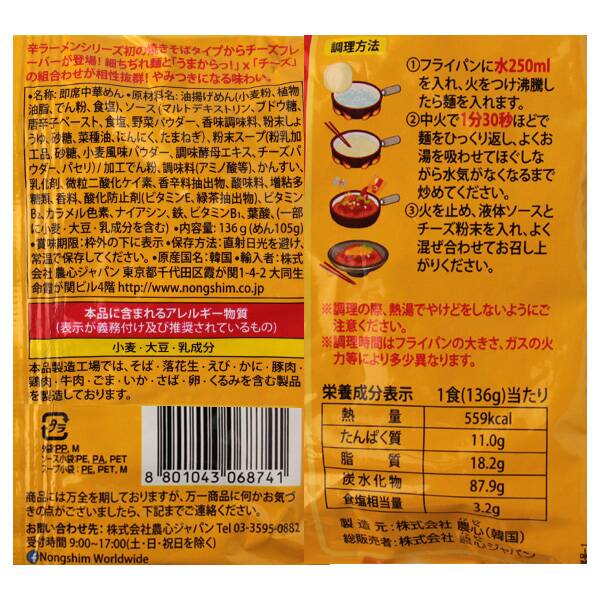 辛ラーメンシリーズ初の焼きそばタイプからチーズフレ
ーバーが登場！細ちぢれ麺と「うまからっ！」x「チーズ」
の組合わせが相性抜群！やみつきになる味わい。
•名称：即席中華めん •原材料名：油揚げめん(小麦粉、植物
油脂、でん粉、食塩)、ソース(マルトデキストリン、ブドウ糖、
唐辛子ペースト、食塩、野菜パウダー、香味調味料、粉末しょ
うゆ、砂糖、菜種油、にんにく、たまねぎ)、粉末スープ(粉乳加
工品、砂糖、小麦風味パウダー、調味酵母エキス、チーズパ
ウダー、パセリ)/加工でん粉、調味料(アミノ酸等)、かんすい、
乳化剤、微粒二酸化ケイ素、香辛料抽出物、酸味料、増粘多
糖類、香料、酸化防止剤(ビタミンE、緑茶抽出物)、ビタミン
B₂、カラメル色素、ナイアシン、鉄、ビタミンB₁、葉酸、(一部
に小麦・大豆・乳成分を含む) •内容量：136g(めん105g)
•賞味期限：枠外の下に表示 •保存方法：直射日光を避け、
常温で保存してください。 •原産国名：韓国 •輸入者：株式
会社農心ジャパン 東京都千代田区霞が関1-4-2 大同生
命霞が関ビル4階 http://www.nongshim.co.jp
本品に含まれるアレルギー物質
(表示が義務付け及び推奨されているもの)
小麦・大豆・乳成分
本品製造工場では、そば・落花生・えび・かに・豚肉・
鶏肉・牛肉・ごま・いか・さば・卵・くるみを含む製品
を製造しております。
プラ
外袋:PP, M
ソース小袋:PE, PA, PET
スープ小袋:PE, PET, M
8 801043 068741
商品には万全を期しておりますが、万一商品に何かお気づ
きの点がございましたら、下記までご連絡ください。
お問い合わせ：株式会社農心ジャパン Tel 03-3595-0882
受付時間 9:00~17:00(土・日・祝日を除く)
Nongshim Worldwide
調理方法
①フライパンに水250ml
を入れ、火をつけ沸騰し
たら麺を入れます。
②中火で1分30秒ほどで
麺をひっくり返し、よくお
湯を吸わせてほぐしな
がら水気がなくなるまで
炒めてください。
③火を止め、液体ソースと
チーズ粉末を入れ、よく
混ぜ合わせてお召し上
がりください。
※調理の際、熱湯でやけどをしないようにご
注意ください。
※調理時間はフライパンの大きさ、ガスの火
力等により多少異なります。
栄養成分表示 1食(136g)当たり
熱量 559kcal
たんぱく質 11.0g
脂質 18.2g
炭水化物 87.9g
食塩相当量 3.2g
製造元：株式会社 農心(韓国)
総販売元：株式会社 農心ジャパン